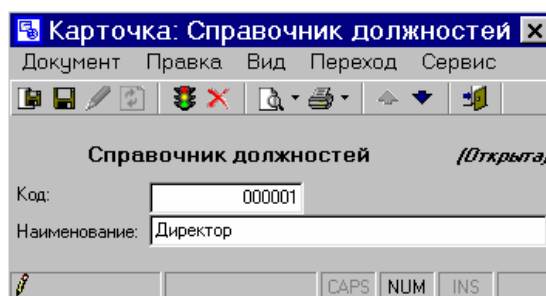 Карточка: Справочник должностей
Документ Правка Вид Переход Сервис
Справочник должностей (Открыта)
Код: 000001
Наименование: Директор
CAPS NUM INS